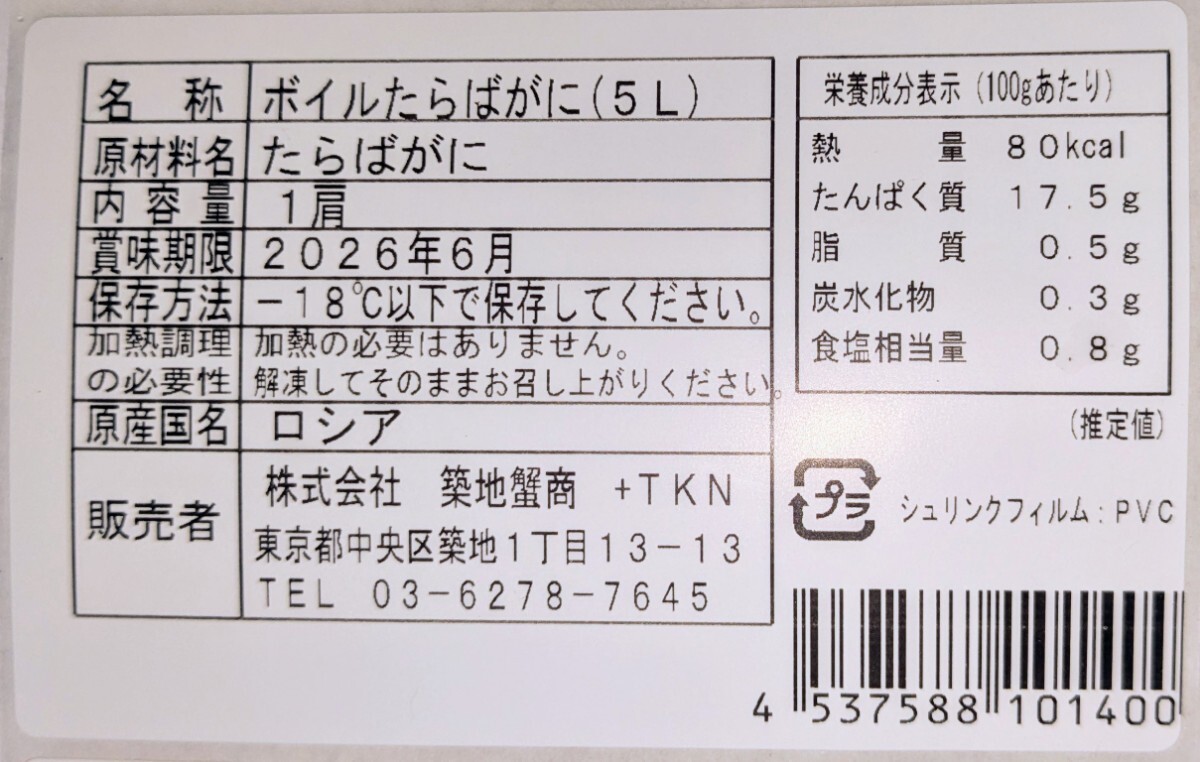 名称 ボイルたらばがに(5L)
原材料名 たらばがに
内容量 1肩
賞味期限 2026年6月
保存方法 -18℃以下で保存してください。
加熱調理の必要性 加熱の必要はありません。
解凍してそのままお召し上がりください。
原産国名 ロシア
販売者 株式会社 築地蟹商 +TKN
東京都中央区築地1丁目13-13
TEL 03-6278-7645
栄養成分表示(100gあたり)
熱量 80kcal
たんぱく質 17.5g
脂質 0.5g
炭水化物 0.3g
食塩相当量 0.8g
(推定値)
プラ シュリンクフィルム:PVC
4 537588 101400